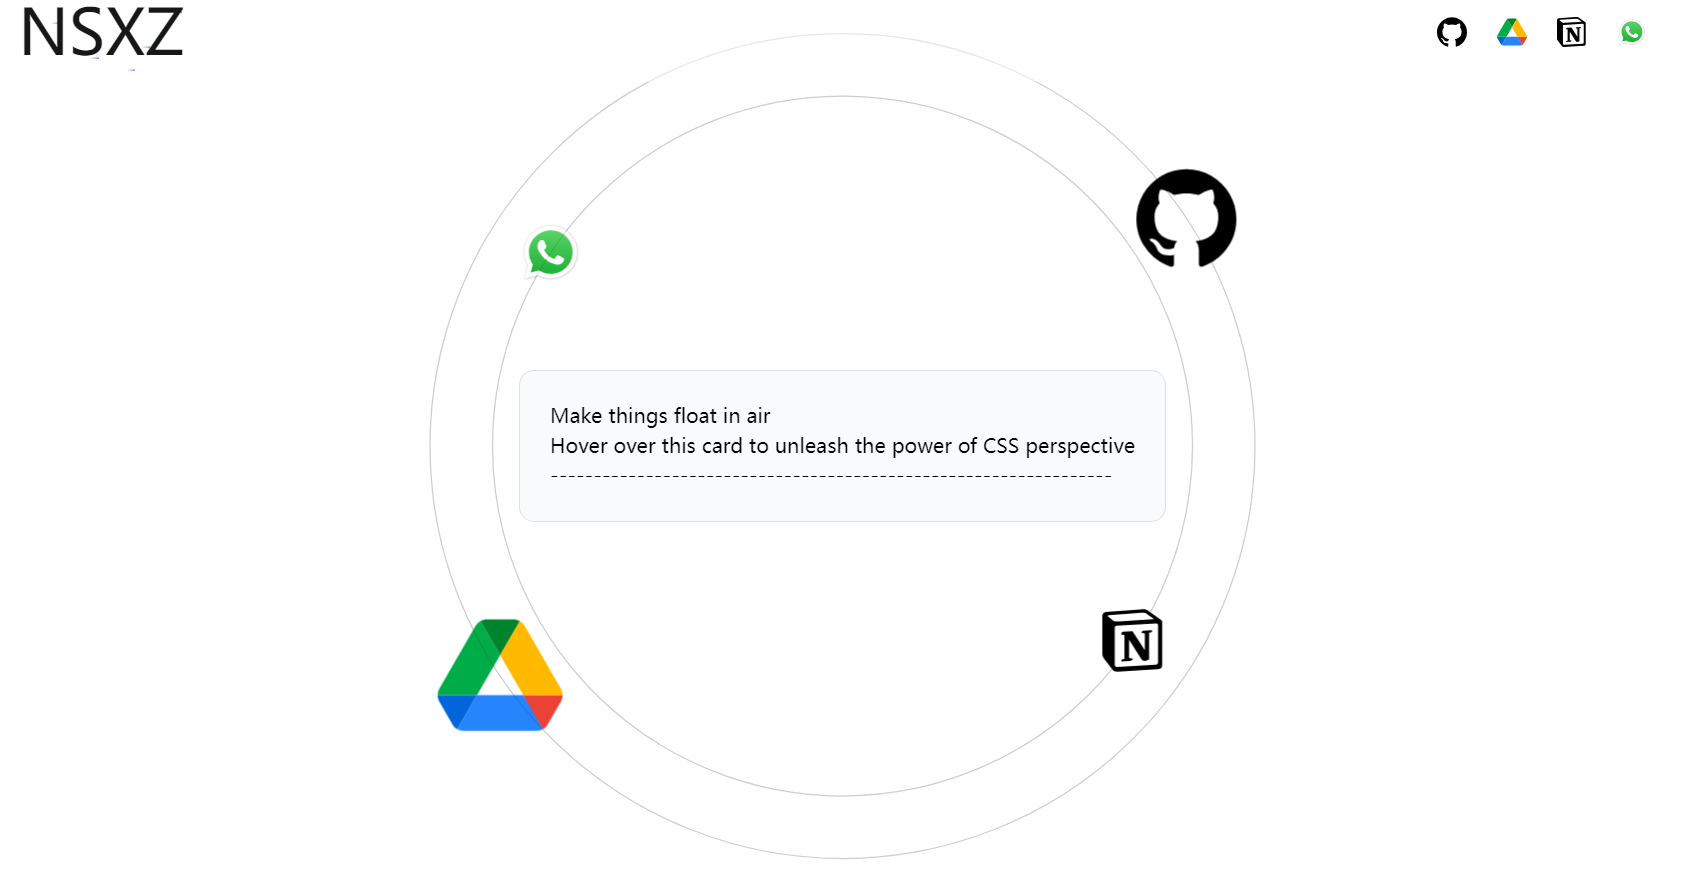 NSXZ
N
Make things float in air
Hover over this card to unleash the power of CSS perspective
-----------------------------------------------------------------
N